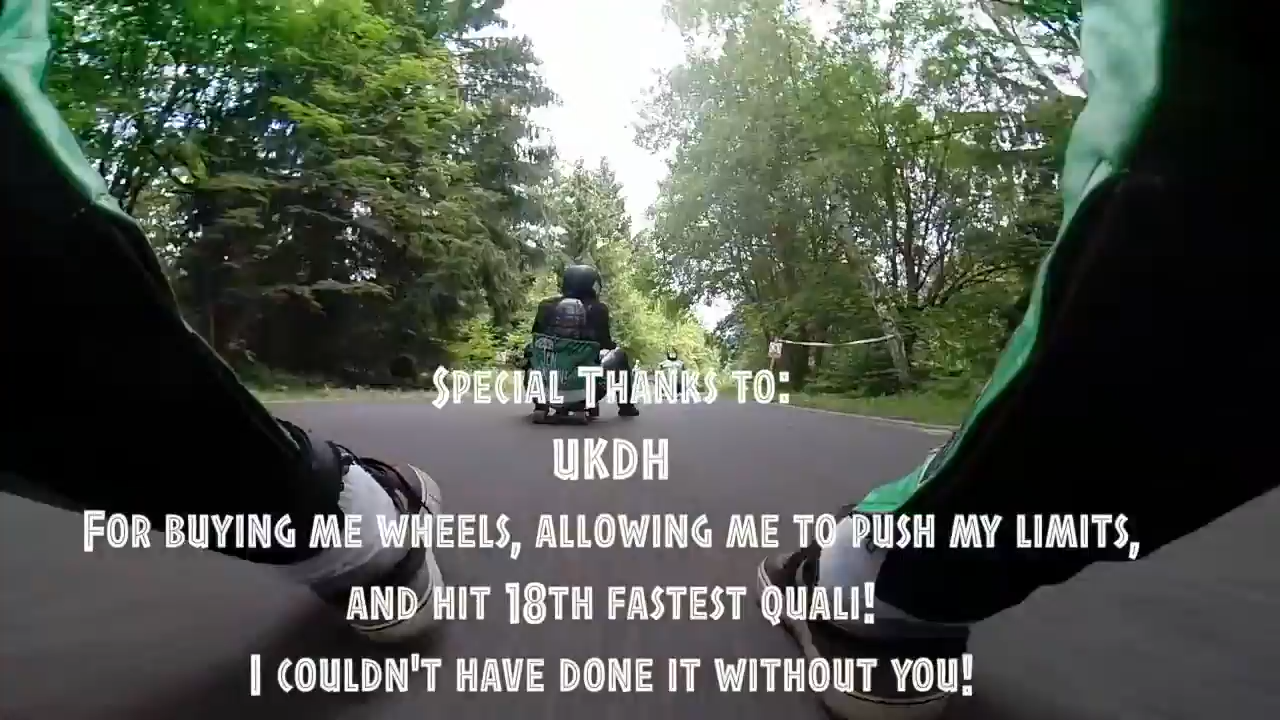 Special Thanks to:
UKDH
For buying me wheels, allowing me to push my limits,
and hit 18th fastest quali!
I couldn't have done it without you!